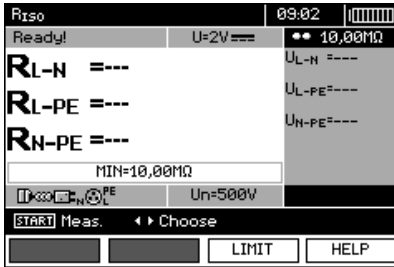 RISO 09:02
Ready! U=2V 10,00MΩ
RL-N =---
RL-PE =---
RN-PE =---
UL-N =---
UL-PE=---
UN-PE=---
MIN=10,00MΩ
N PE L Un=500V
START Meas. Choose
LIMIT HELP